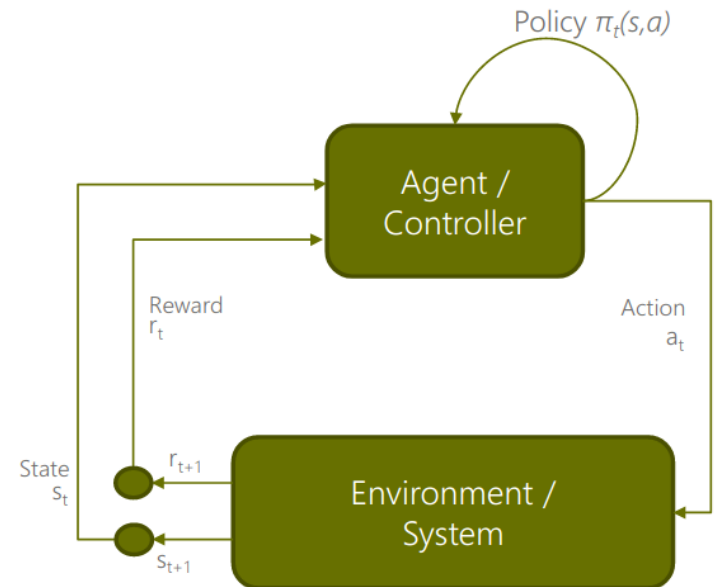 Policy πₜ(s,a)
Agent /
Controller
Reward
rₜ
Action
aₜ
State
sₜ
rₜ₊₁
Environment /
System
sₜ₊₁